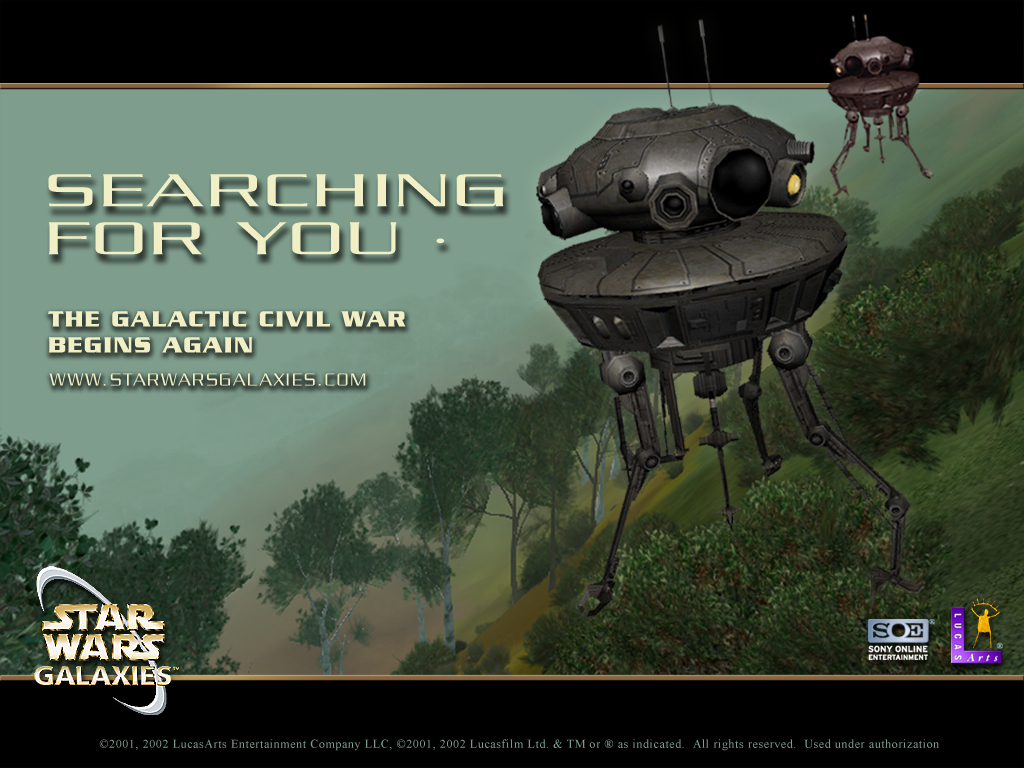 SEARCHING
FOR YOU .
THE GALACTIC CIVIL WAR
BEGINS AGAIN
WWW.STARWARSGALAXIES.COM
STAR
WARS
GALAXIES™
SOE®
SONY ONLINE
ENTERTAINMENT
LUCAS
Arts®
©2001, 2002 LucasArts Entertainment Company LLC, ©2001, 2002 Lucasfilm Ltd. & TM or ® as indicated. All rights reserved. Used under authorization